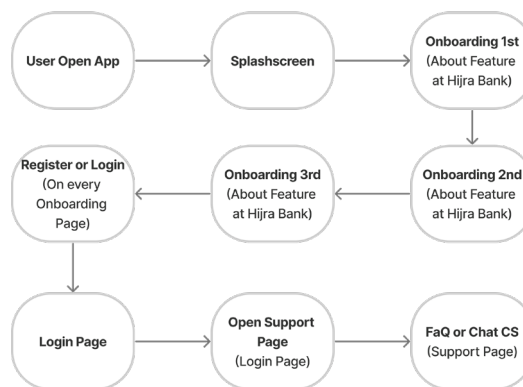 User Open App
Splashscreen
Onboarding 1st
(About Feature
at Hijra Bank)
Onboarding 2nd
(About Feature
at Hijra Bank)
Onboarding 3rd
(About Feature
at Hijra Bank)
Register or Login
(On every
Onboarding
Page)
Login Page
Open Support
Page
(Login Page)
FaQ or Chat CS
(Support Page)